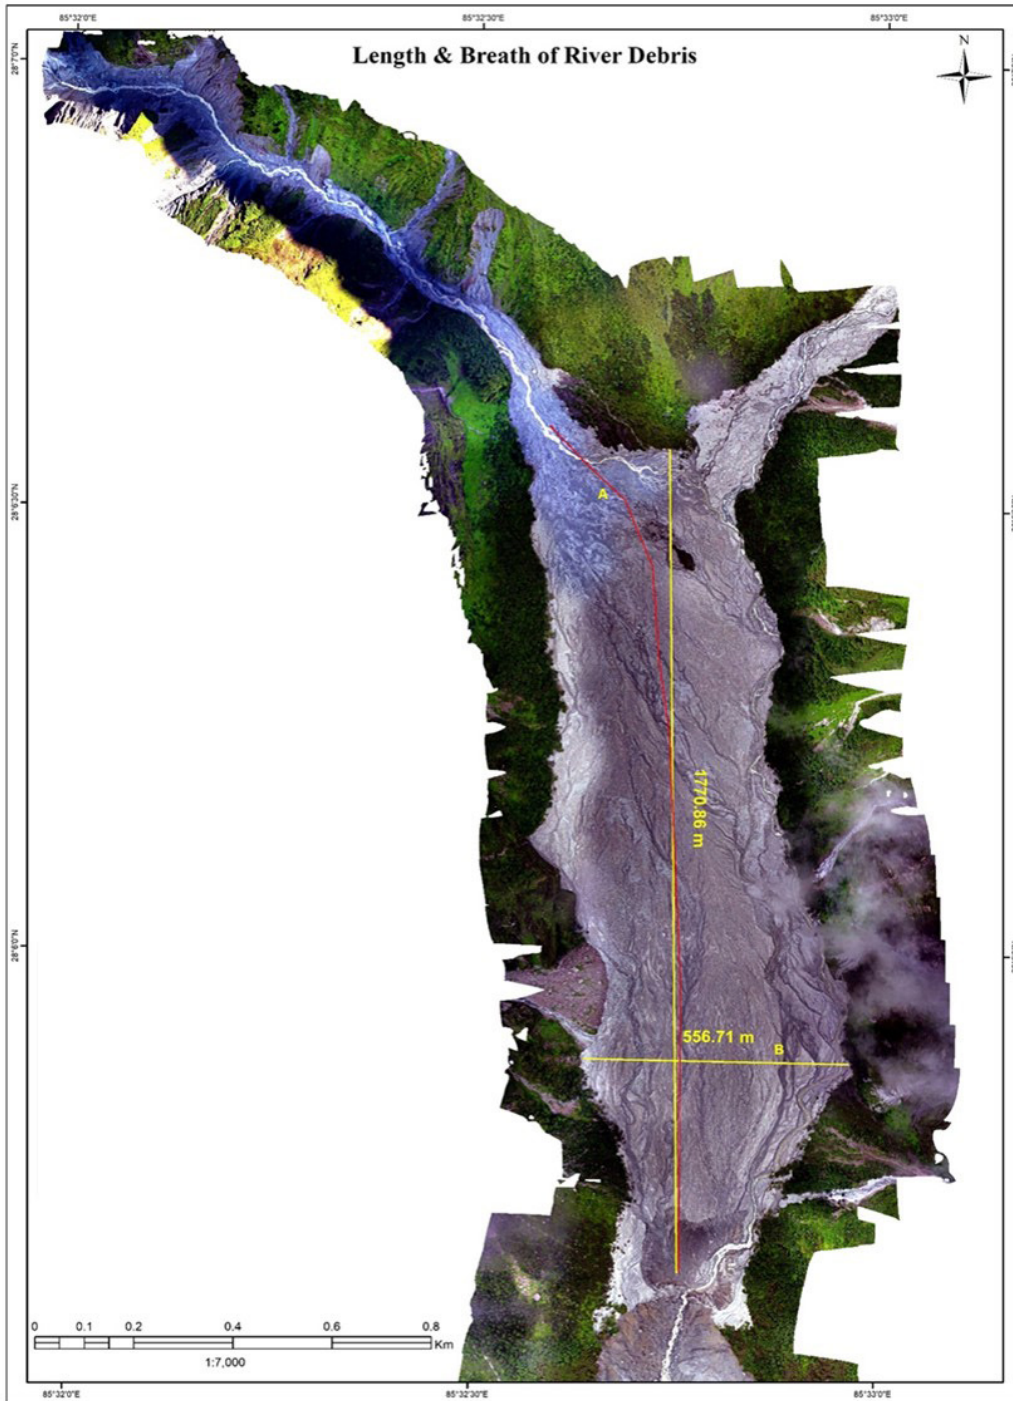 85°32'0"E 85°32'30"E 85°33'0"E
Length & Breath of River Debris
N
28°7'0"N
28°6'30"N
A
1770.86 m
28°6'0"N
556.71 m
B
0 0.1 0.2 0.4 0.6 0.8
Km
1:7,000
85°32'0"E 85°32'30"E 85°33'0"E